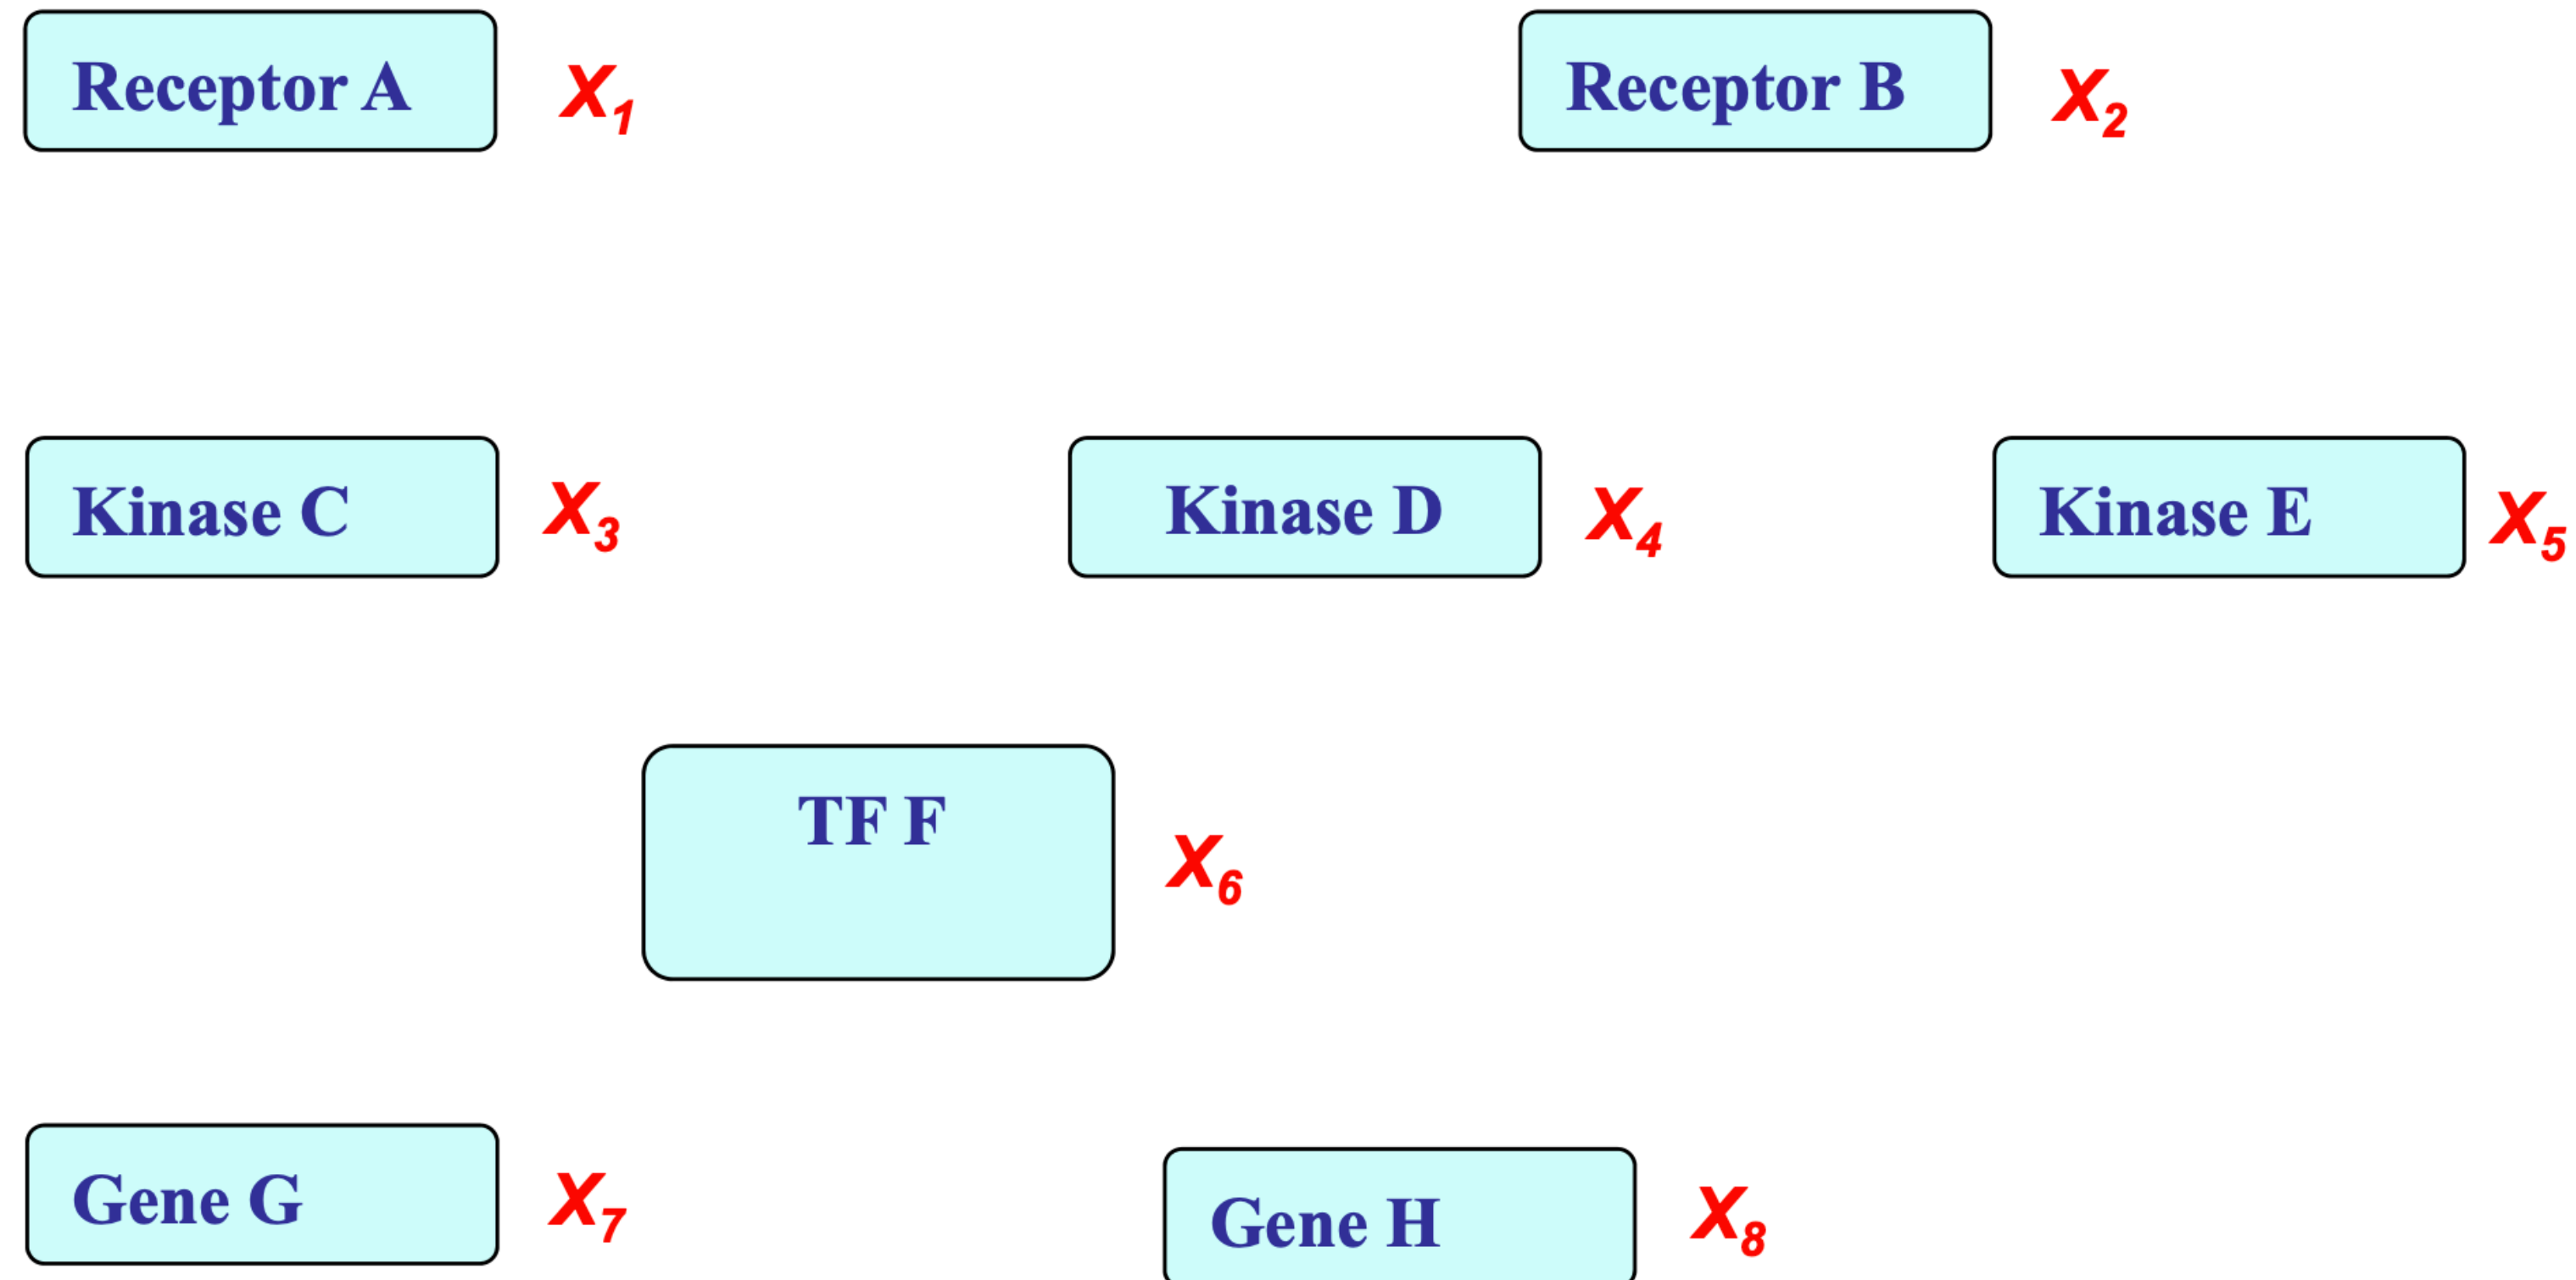 Receptor A X1 Receptor B X2
Kinase C X3 Kinase D X4 Kinase E X5
TF F X6
Gene G X7 Gene H X8